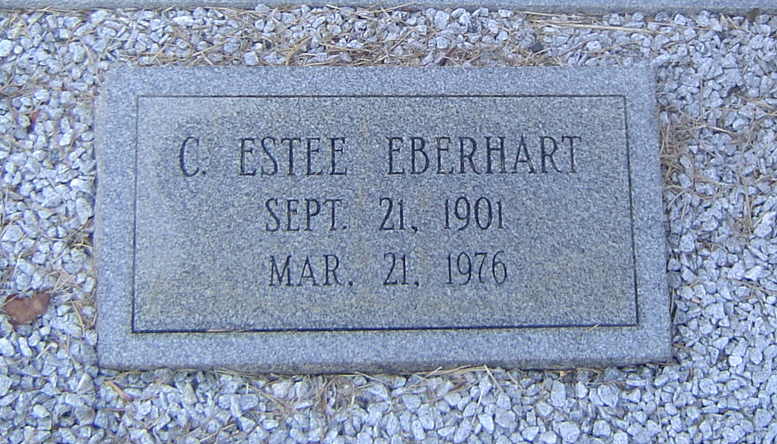 C. ESTEE EBERHART
SEPT. 21, 1901
MAR. 21, 1976